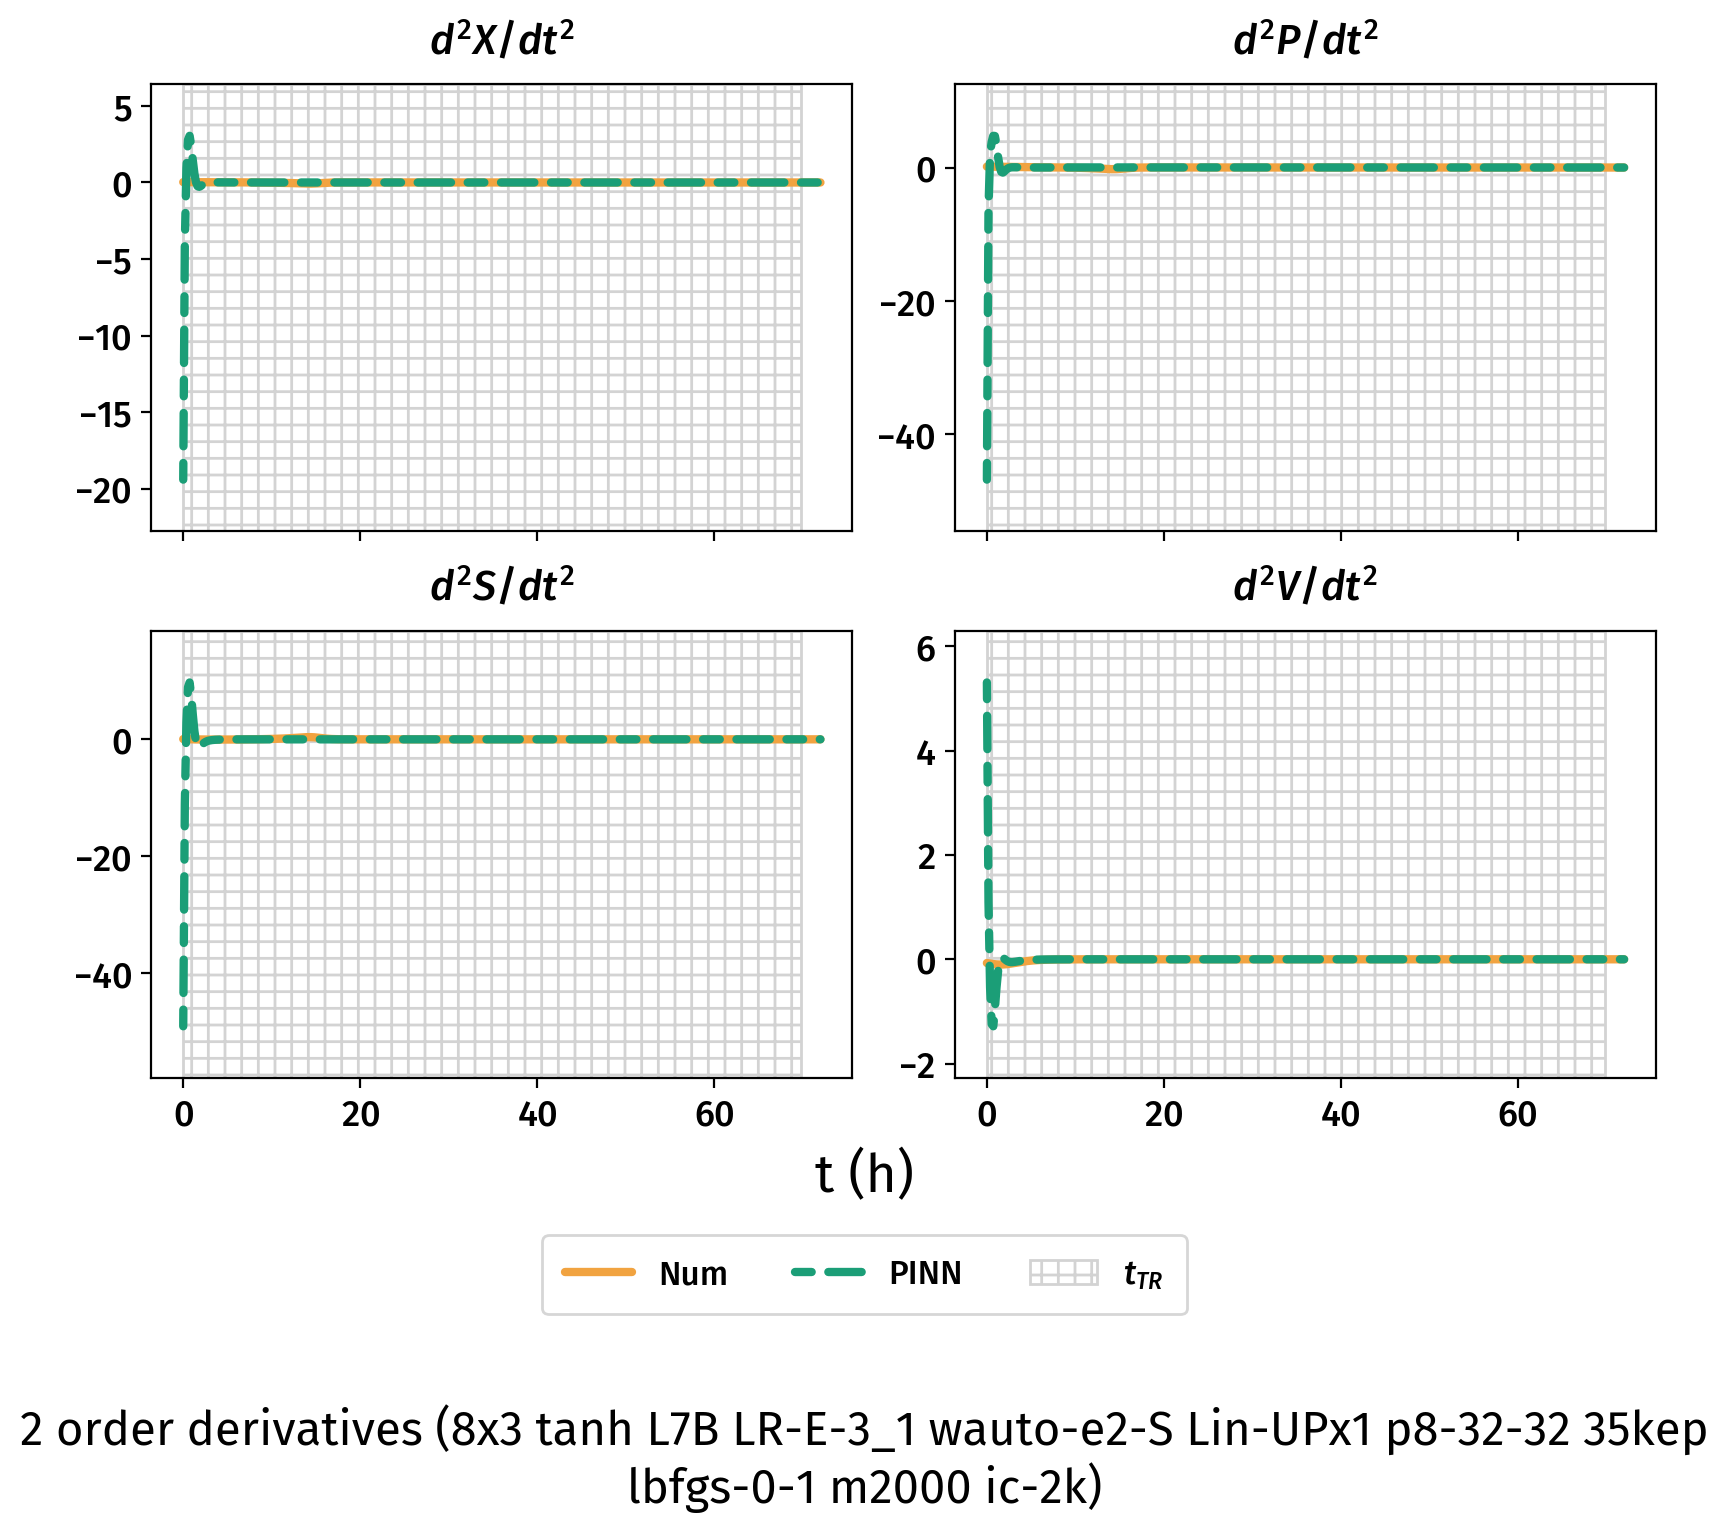 d²X/dt²
d²P/dt²
5
0
−5
−10
−15
−20
0
−20
−40
d²S/dt²
d²V/dt²
0
−20
−40
6
4
2
0
−2
0 20 40 60
0 20 40 60
t (h)
Num PINN t_TR
2 order derivatives (8x3 tanh L7B LR-E-3_1 wauto-e2-S Lin-UPx1 p8-32-32 35kep
lbfgs-0-1 m2000 ic-2k)